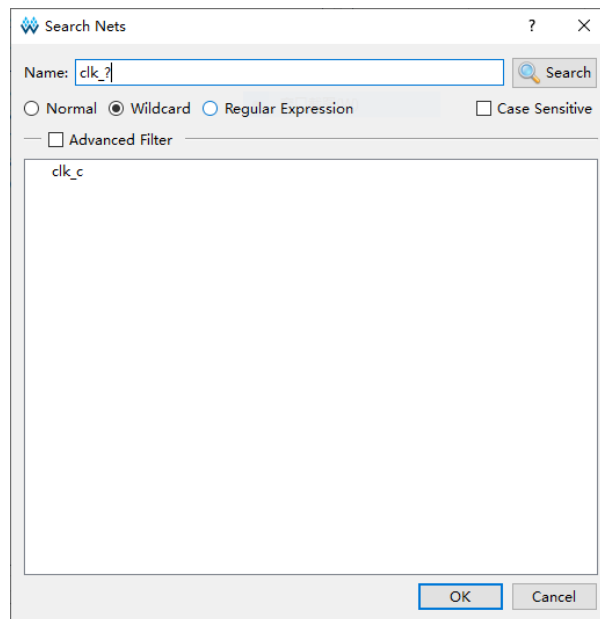 Search Nets ?
Name: clk_? Search
Normal Wildcard Regular Expression Case Sensitive
Advanced Filter
clk_c
OK Cancel